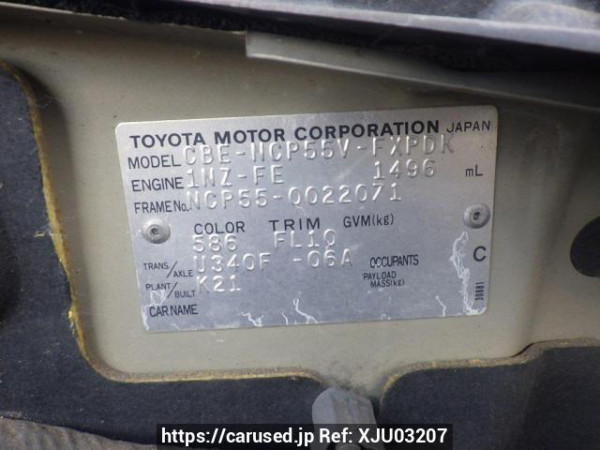 TOYOTA MOTOR CORPORATION JAPAN
MODEL CBE-NCP55V-FXPDK
ENGINE 1NZ-FE 1496 mL
FRAME No. NCP55-0022071
COLOR TRIM GVM(kg)
586 FL10
TRANS/AXLE U340F -06A OCCUPANTS C
PLANT/BUILT K21 PAYLOAD MASS(kg)
CAR NAME
https://carused.jp Ref: XJU03207